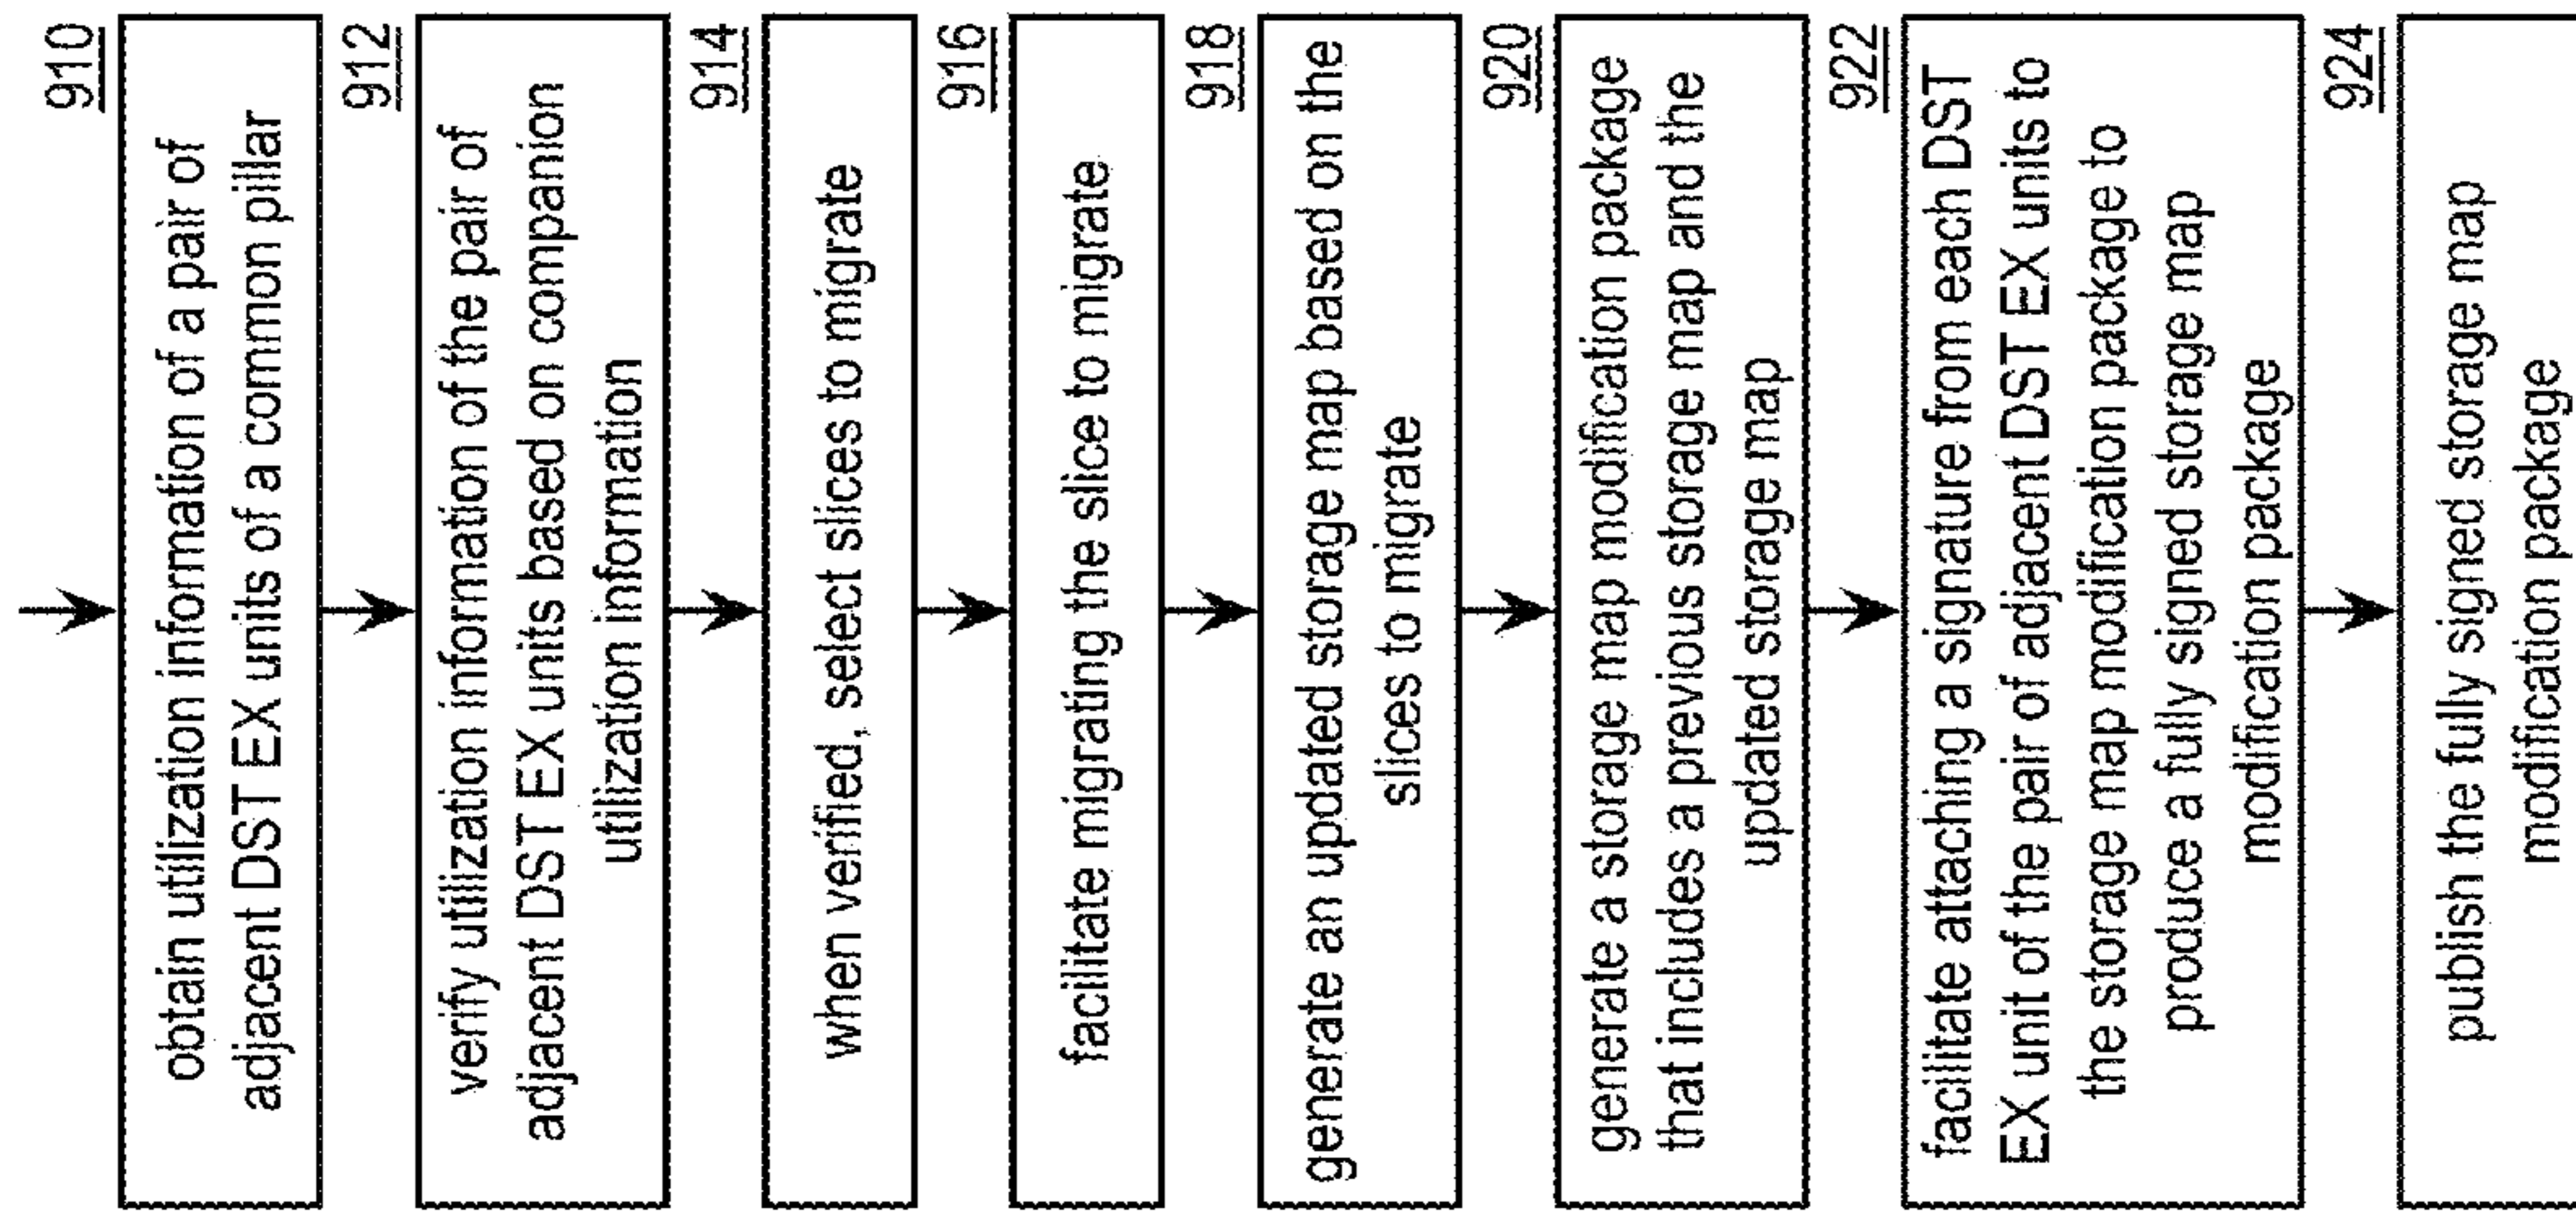 910
obtain utilization information of a pair of
adjacent DST EX units of a common pillar
912
verify utilization information of the pair of
adjacent DST EX units based on companion
utilization information
914
when verified, select slices to migrate
916
facilitate migrating the slice to migrate
918
generate an updated storage map based on the
slices to migrate
920
generate a storage map modification package
that includes a previous storage map and the
updated storage map
922
facilitate attaching a signature from each DST
EX unit of the pair of adjacent DST EX units to
the storage map modification package to
produce a fully signed storage map
modification package
924
publish the fully signed storage map
modification package